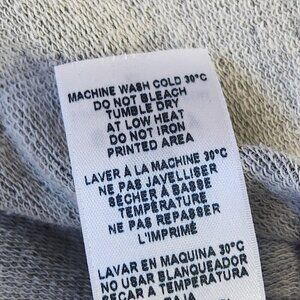 MACHINE WASH COLD 30°C
DO NOT BLEACH
TUMBLE DRY
AT LOW HEAT
DO NOT IRON
PRINTED AREA
LAVER À LA MACHINE 30°C
NE PAS JAVELLISER
SÉCHER À BASSE
TEMPÉRATURE
NE PAS REPASSER
L'IMPRIMÉ
LAVAR EN MAQUINA 30°C
NO USAR BLANQUEADOR
SECAR A TEMPERATURA